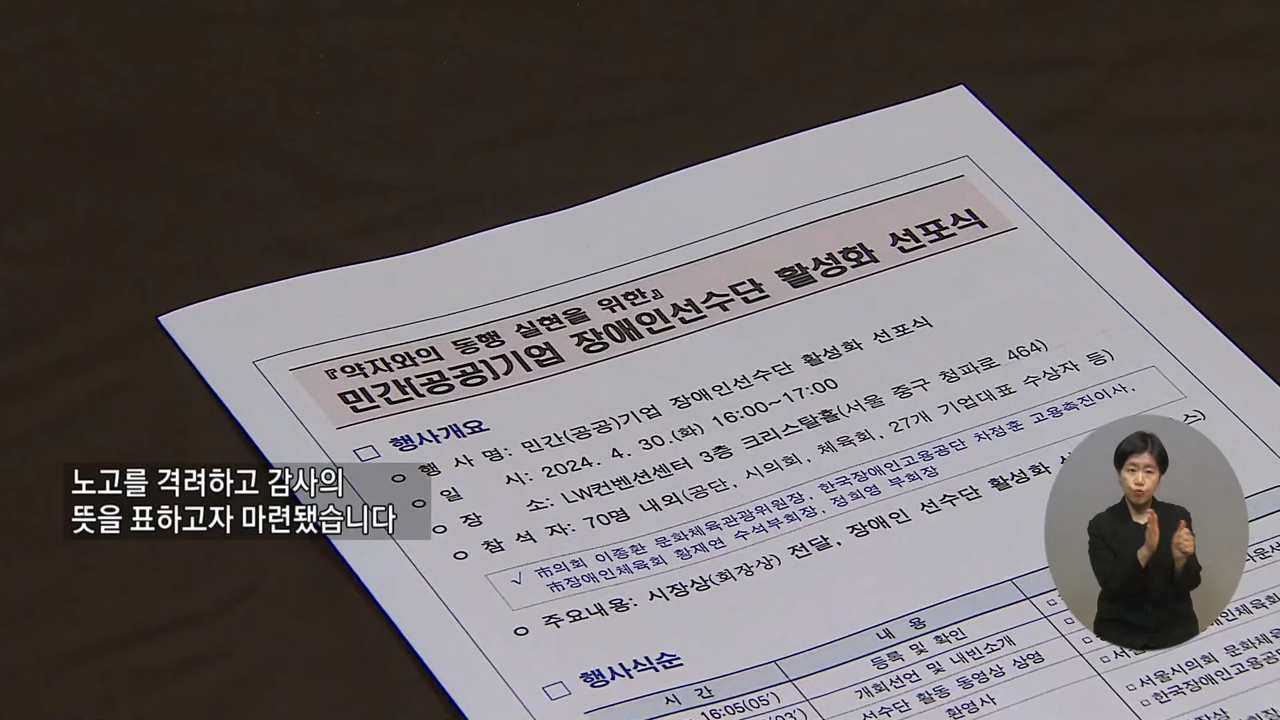 『약자와의 동행 실현을 위한』
민간(공공)기업 장애인선수단 활성화 선포식
□ 행사개요
○ 행 사 명: 민간(공공)기업 장애인선수단 활성화 선포식
○ 일 시: 2024. 4. 30.(화) 16:00~17:00
○ 장 소: LW컨벤션센터 3층 크리스탈홀(서울 중구 청파로 464)
○ 참 석 자: 70명 내외(공단, 시의회, 체육회, 27개 기업대표 수상자 등)
√ 市의회 이종환 문화체육관광위원장, 한국장애인고용공단 차정훈 고용촉진이사,
市장애인체육회 황재연 수석부회장, 정희영 부회장
○ 주요내용: 시장상(회장상) 전달, 장애인 선수단 활성화
□ 행사식순
시 간 내 용
16:05(05′) 등록 및 확인
개회선언 및 내빈소개
선수단 활동 동영상 상영
환영사
□서울시의회 문화체육
□한국장애인고용공단
노고를 격려하고 감사의
뜻을 표하고자 마련됐습니다